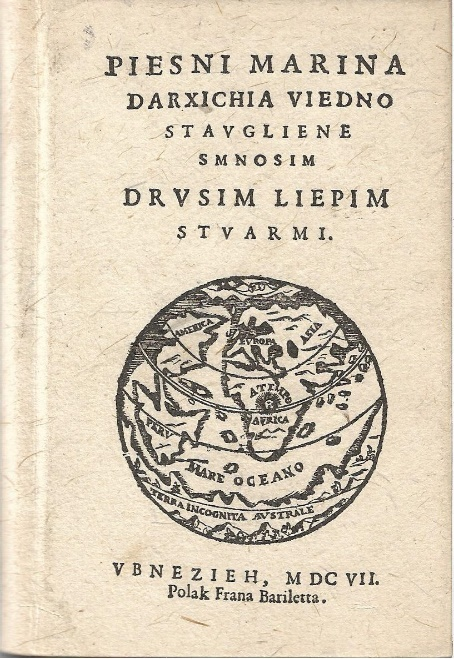 PIESNI MARINA
DARXICHIA VIEDNO
STAVGLIENE
SMNOSIM
DRVSIM LIEPIM
STVARMI.
AMERICA
EVROPA
ASIA
AFRICA
PERV
MARE OCEANO
TERRA INCOGNITA AVSTRALE
VBNEZIEH, MDCVII.
Polak Frana Bariletta.